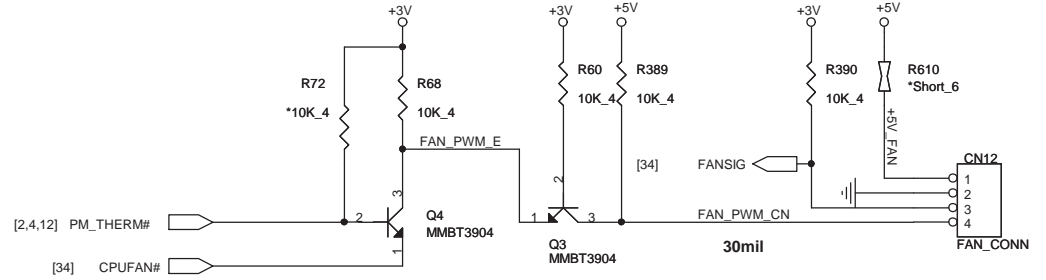 +3V
+3V
+5V
+3V
+5V
R72
*10K_4
R68
10K_4
R60
10K_4
R389
10K_4
R390
10K_4
R610
*Short_6
+5V_FAN
FAN_PWM_E
[34] FANSIG
CN12
1
2
3
4
FAN_CONN
2
1
3
Q3
MMBT3904
FAN_PWM_CN
30mil
3
2
1
Q4
MMBT3904
[2,4,12] PM_THERM#
[34] CPUFAN#